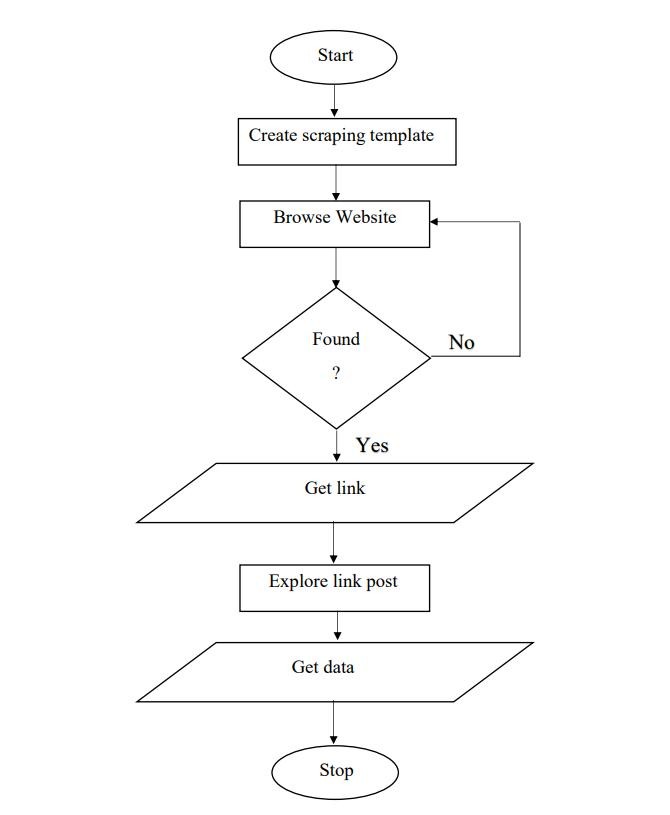 Start
Create scraping template
Browse Website
Found
?
No
Yes
Get link
Explore link post
Get data
Stop